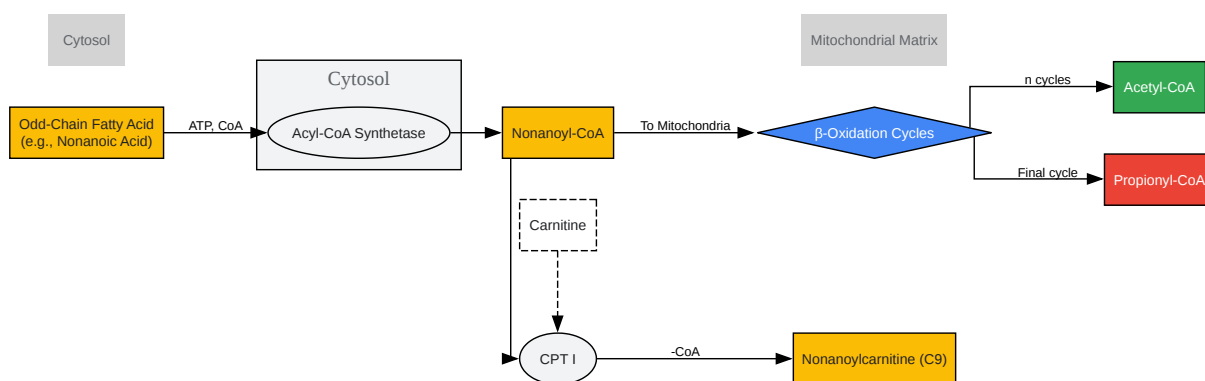 Cytosol
Mitochondrial Matrix
Cytosol
n cycles
Acetyl-CoA
Odd-Chain Fatty Acid
(e.g., Nonanoic Acid)
ATP, CoA
Acyl-CoA Synthetase
Nonanoyl-CoA
To Mitochondria
β-Oxidation Cycles
Final cycle
Propionyl-CoA
Carnitine
CPT I
-CoA
Nonanoylcarnitine (C9)